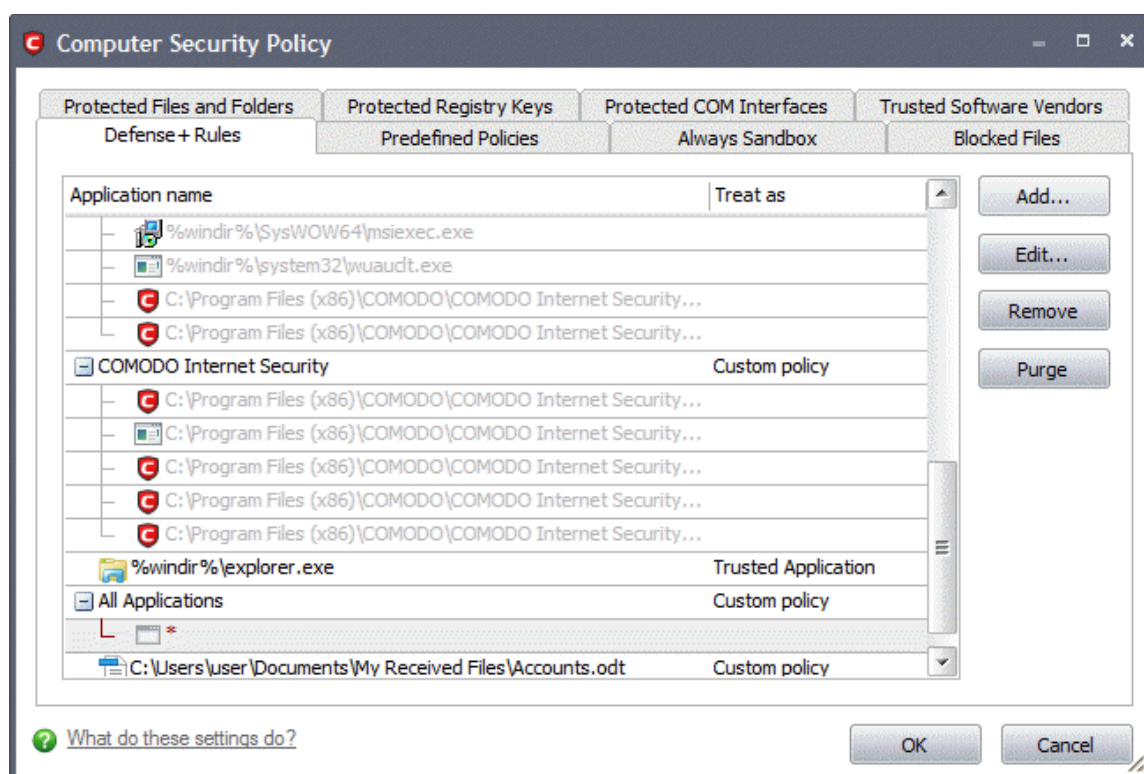 Computer Security Policy
Protected Files and Folders Protected Registry Keys Protected COM Interfaces Trusted Software Vendors
Defense+ Rules Predefined Policies Always Sandbox Blocked Files
Application name Treat as Add...
%windir%\SysWOW64\msiexec.exe
%windir%\system32\wuauclt.exe Edit...
C:\Program Files (x86)\COMODO\COMODO Internet Security...
C:\Program Files (x86)\COMODO\COMODO Internet Security... Remove
COMODO Internet Security Custom policy Purge
C:\Program Files (x86)\COMODO\COMODO Internet Security...
C:\Program Files (x86)\COMODO\COMODO Internet Security...
C:\Program Files (x86)\COMODO\COMODO Internet Security...
C:\Program Files (x86)\COMODO\COMODO Internet Security...
C:\Program Files (x86)\COMODO\COMODO Internet Security...
%windir%\explorer.exe Trusted Application
All Applications Custom policy
*
C:\Users\user\Documents\My Received Files\Accounts.odt Custom policy
What do these settings do? OK Cancel